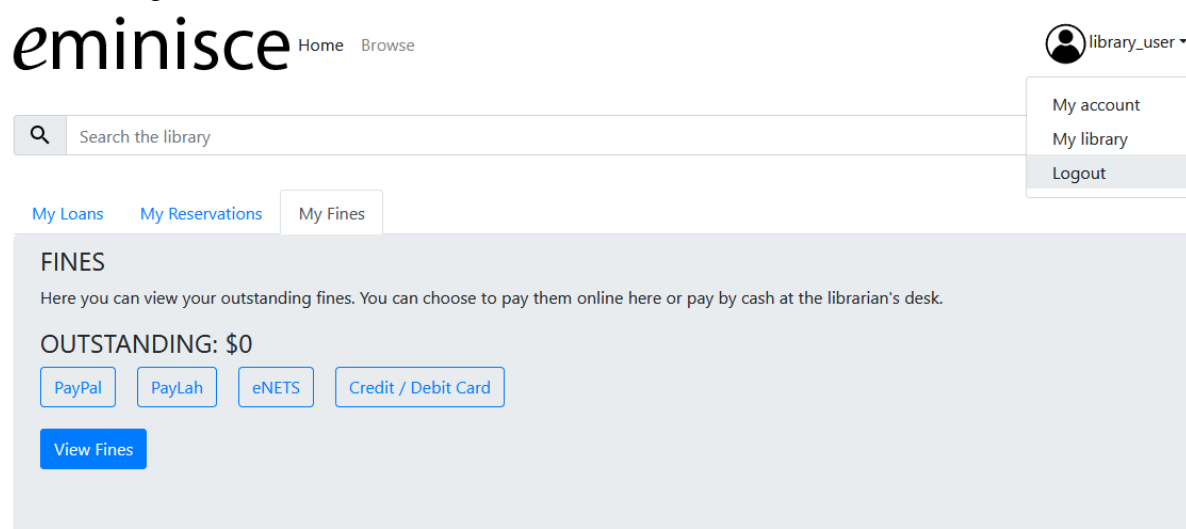 eminisce Home Browse library_user
My account
My library
Logout
Search the library
My Loans My Reservations My Fines
FINES
Here you can view your outstanding fines. You can choose to pay them online here or pay by cash at the librarian's desk.
OUTSTANDING: $0
PayPal PayLah eNETS Credit / Debit Card
View Fines